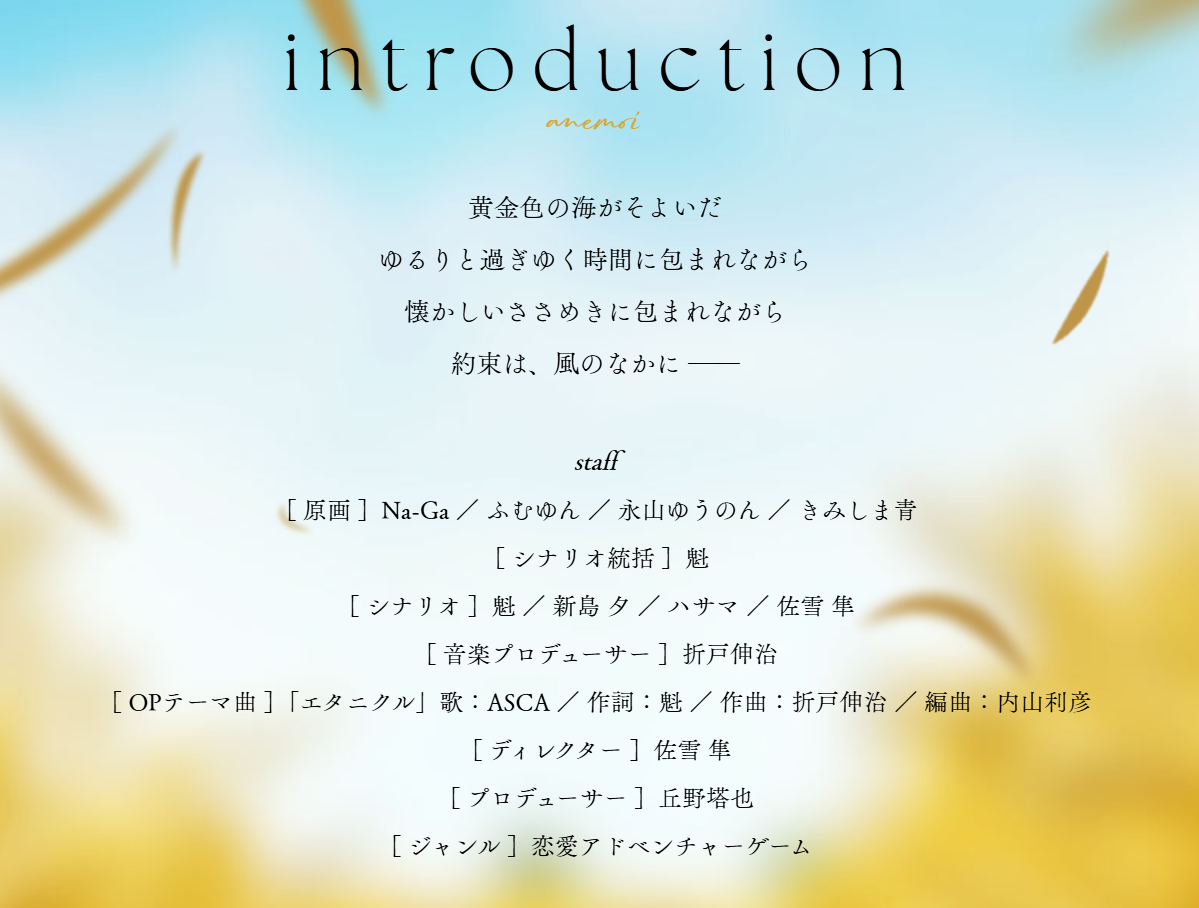 introduction
anemoi
黄金色の海がそよいだ
ゆるりと過ぎゆく時間に包まれながら
懐かしいささめきに包まれながら
約束は、風のなかに ――
staff
［ 原画 ］Na-Ga ／ ふむゆん ／ 永山ゆうのん ／ きみしま青
［ シナリオ統括 ］魁
［ シナリオ ］魁 ／ 新島 夕 ／ ハサマ ／ 佐雪 隼
［ 音楽プロデューサー ］折戸伸治
［ OPテーマ曲 ］「エタニクル」歌：ASCA ／ 作詞：魁 ／ 作曲：折戸伸治 ／ 編曲：内山利彦
［ ディレクター ］佐雪 隼
［ プロデューサー ］丘野塔也
［ ジャンル ］恋愛アドベンチャーゲーム